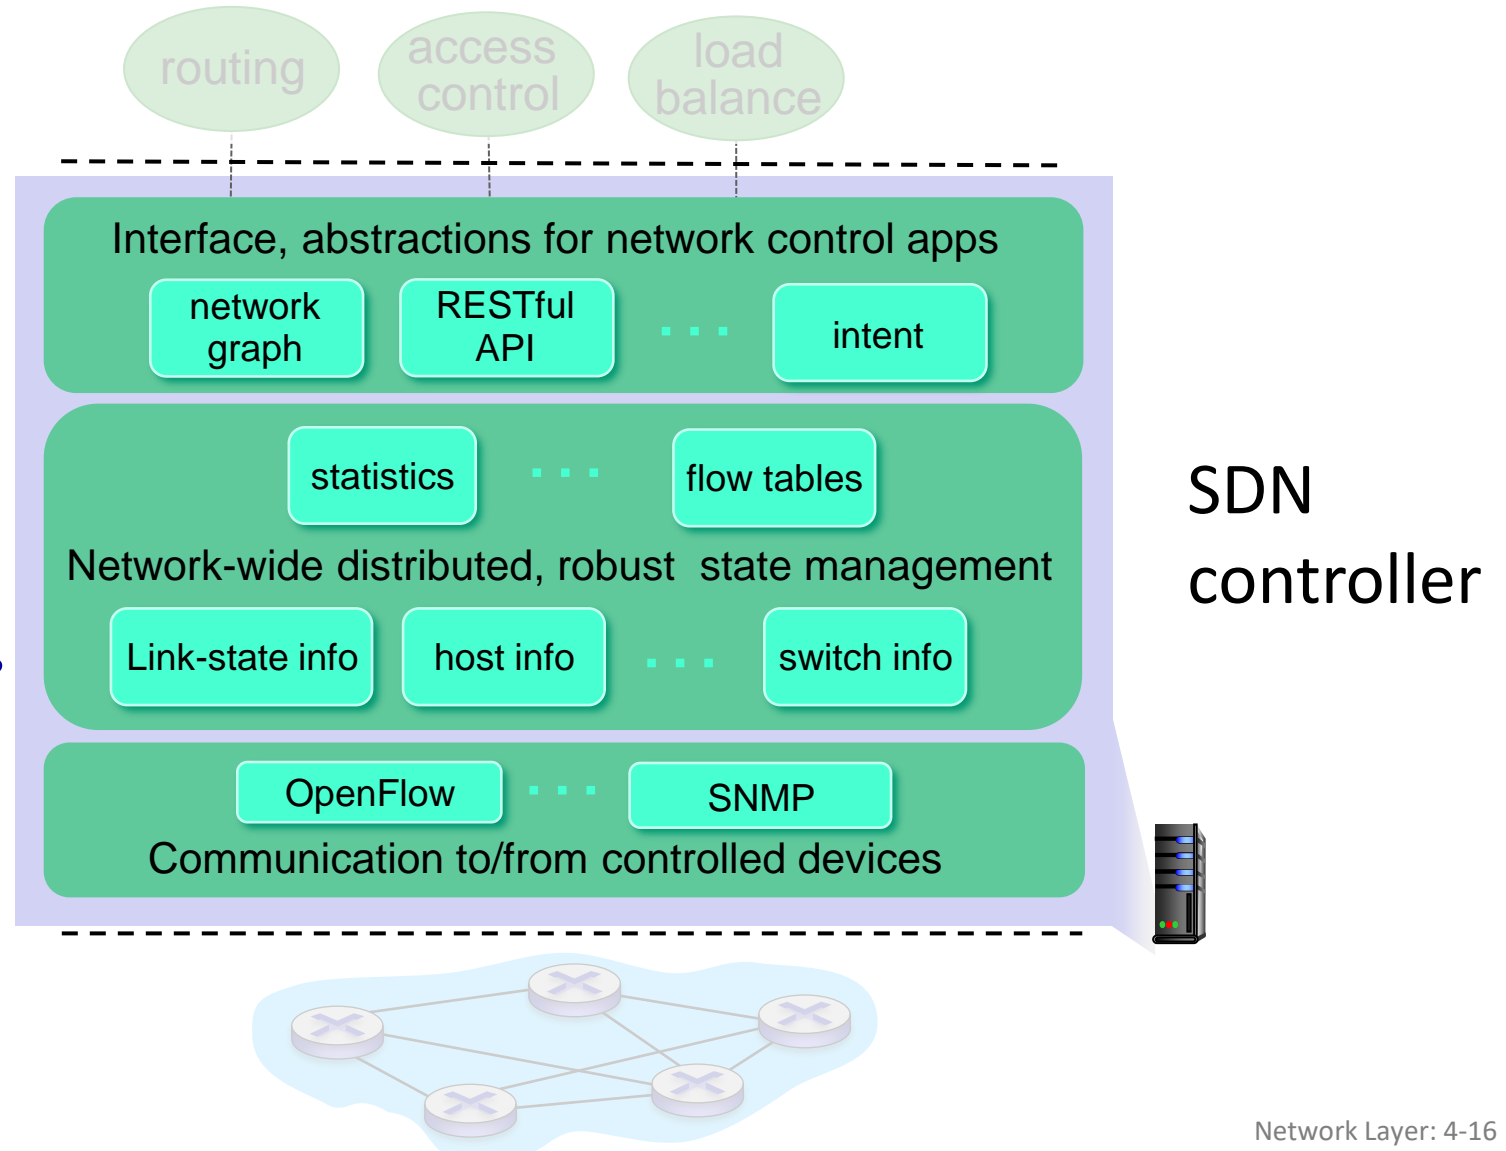 routing
access
control
load
balance
Interface, abstractions for network control apps
network
graph
RESTful
API
. . .
intent
statistics
. . .
flow tables
Network-wide distributed, robust  state management
Link-state info
host info
. . .
switch info
OpenFlow
. . .
SNMP
Communication to/from controlled devices
SDN
controller
Network Layer: 4-16